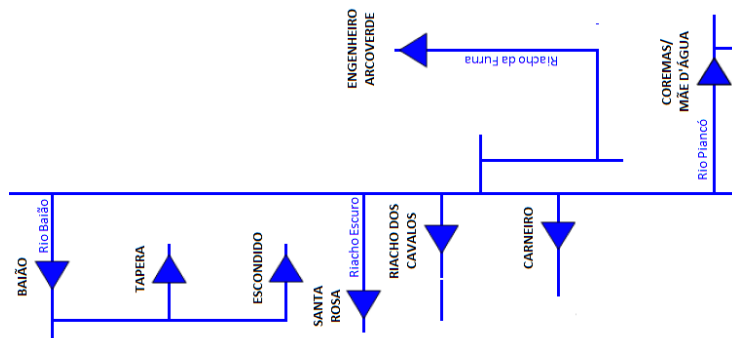 ENGENHEIRO
ARCOVERDE
Riacho da Furna
COREMAS/
MÃE D'ÁGUA
Rio Piancó
Rio Baião
BAIÃO
TAPERA
ESCONDIDO
Riacho Escuro
SANTA
ROSA
RIACHO DOS
CAVALOS
CARNEIRO